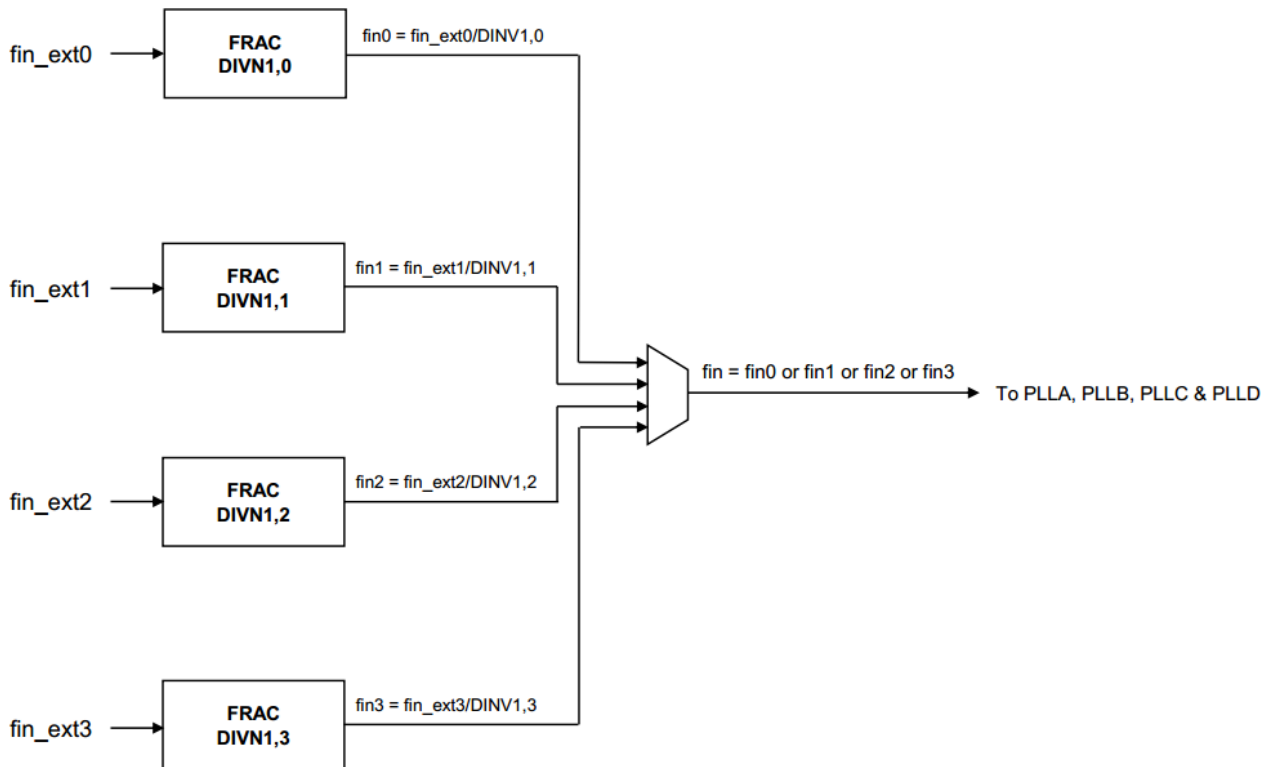 fin_ext0
FRAC
DIVN1,0
fin0 = fin_ext0/DINV1,0
fin_ext1
FRAC
DIVN1,1
fin1 = fin_ext1/DINV1,1
fin = fin0 or fin1 or fin2 or fin3
To PLLA, PLLB, PLLC & PLLD
fin_ext2
FRAC
DIVN1,2
fin2 = fin_ext2/DINV1,2
fin_ext3
FRAC
DIVN1,3
fin3 = fin_ext3/DINV1,3